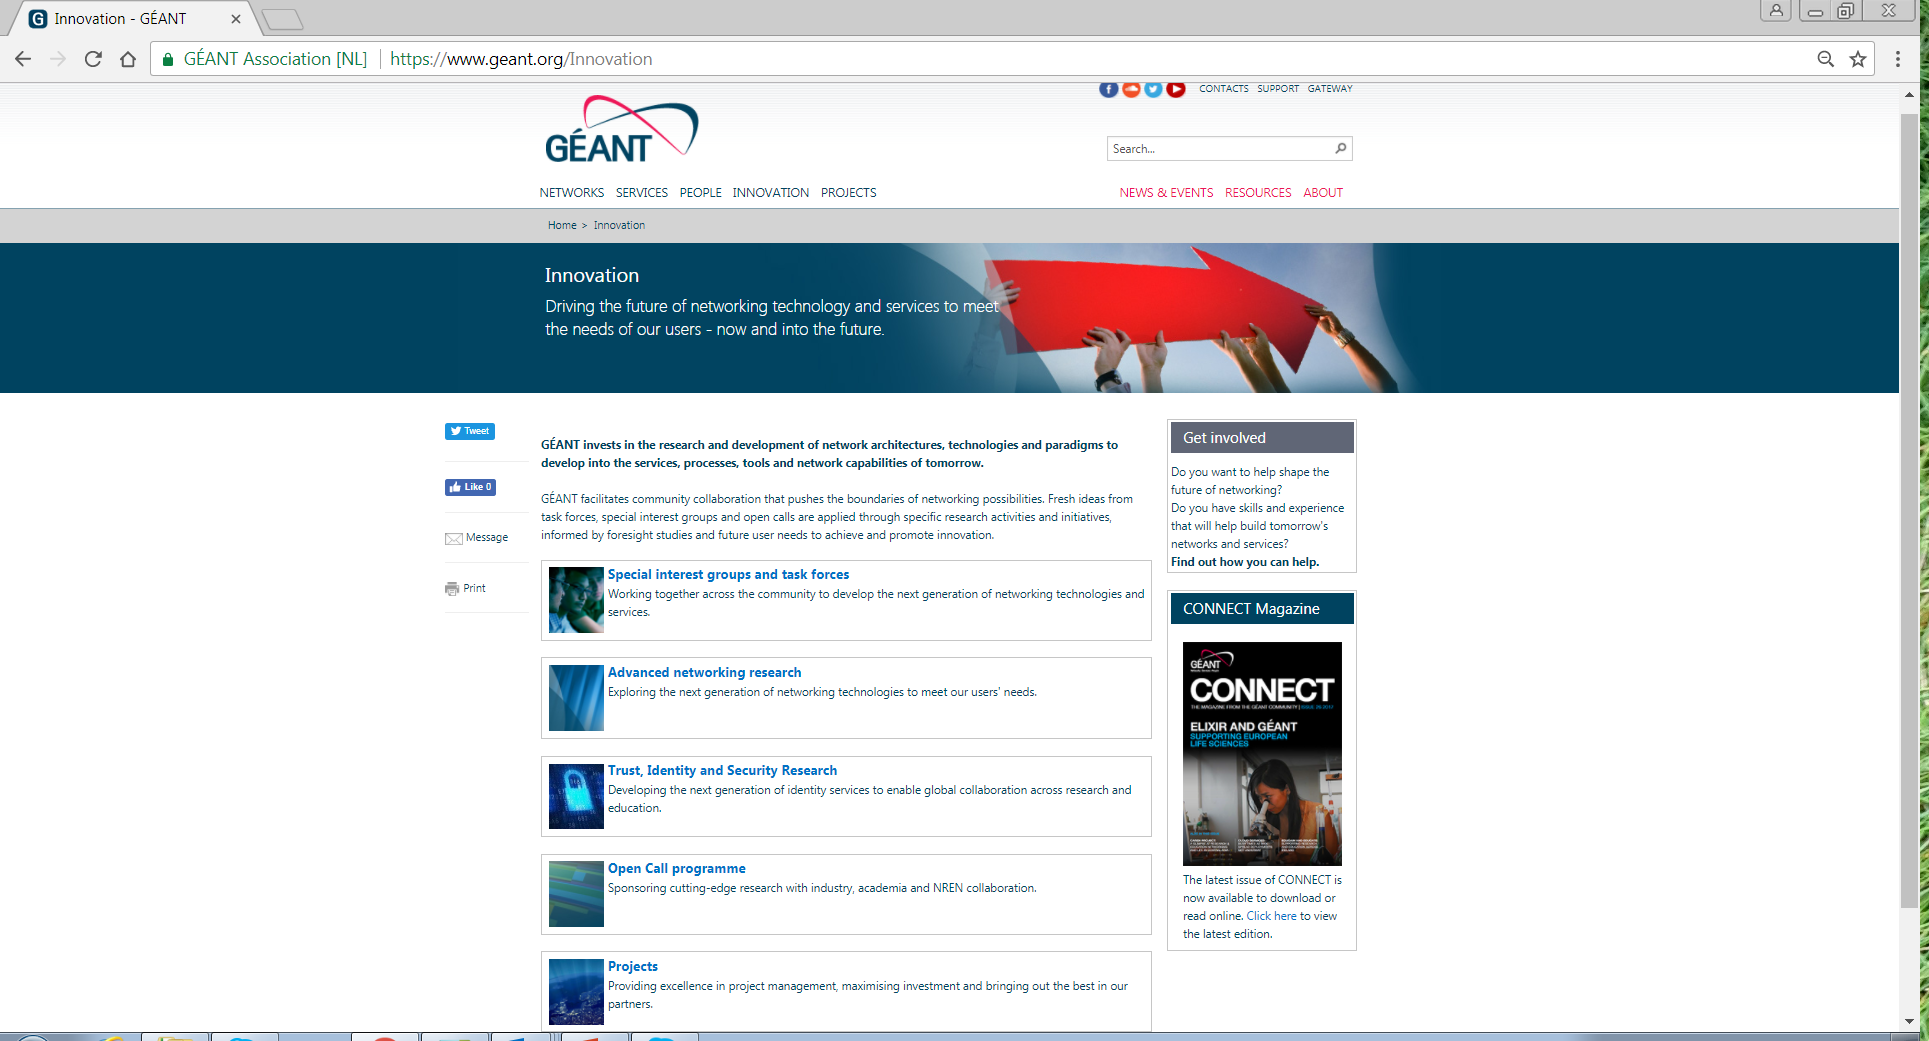 Innovation - GÉANT
GÉANT Association [NL] | https://www.geant.org/Innovation
CONTACTS SUPPORT GATEWAY
GÉANT
Search...
NETWORKS SERVICES PEOPLE INNOVATION PROJECTS
NEWS & EVENTS RESOURCES ABOUT
Home > Innovation
Innovation
Driving the future of networking technology and services to meet
the needs of our users - now and into the future.
Tweet
Like 0
Message
Print
GÉANT invests in the research and development of network architectures, technologies and paradigms to
develop into the services, processes, tools and network capabilities of tomorrow.
GÉANT facilitates community collaboration that pushes the boundaries of networking possibilities. Fresh ideas from
task forces, special interest groups and open calls are applied through specific research activities and initiatives,
informed by foresight studies and future user needs to achieve and promote innovation.
Special interest groups and task forces
Working together across the community to develop the next generation of networking technologies and
services.
Advanced networking research
Exploring the next generation of networking technologies to meet our users' needs.
Trust, Identity and Security Research
Developing the next generation of identity services to enable global collaboration across research and
education.
Open Call programme
Sponsoring cutting-edge research with industry, academia and NREN collaboration.
Projects
Providing excellence in project management, maximising investment and bringing out the best in our
partners.
Get involved
Do you want to help shape the
future of networking?
Do you have skills and experience
that will help build tomorrow's
networks and services?
Find out how you can help.
CONNECT Magazine
GÉANT
CONNECT
THE MAGAZINE FROM THE GÉANT COMMUNITY
ELIXIR AND GÉANT
SUPPORTING EUROPEAN
LIFE SCIENCES
The latest issue of CONNECT is
now available to download or
read online. Click here to view
the latest edition.